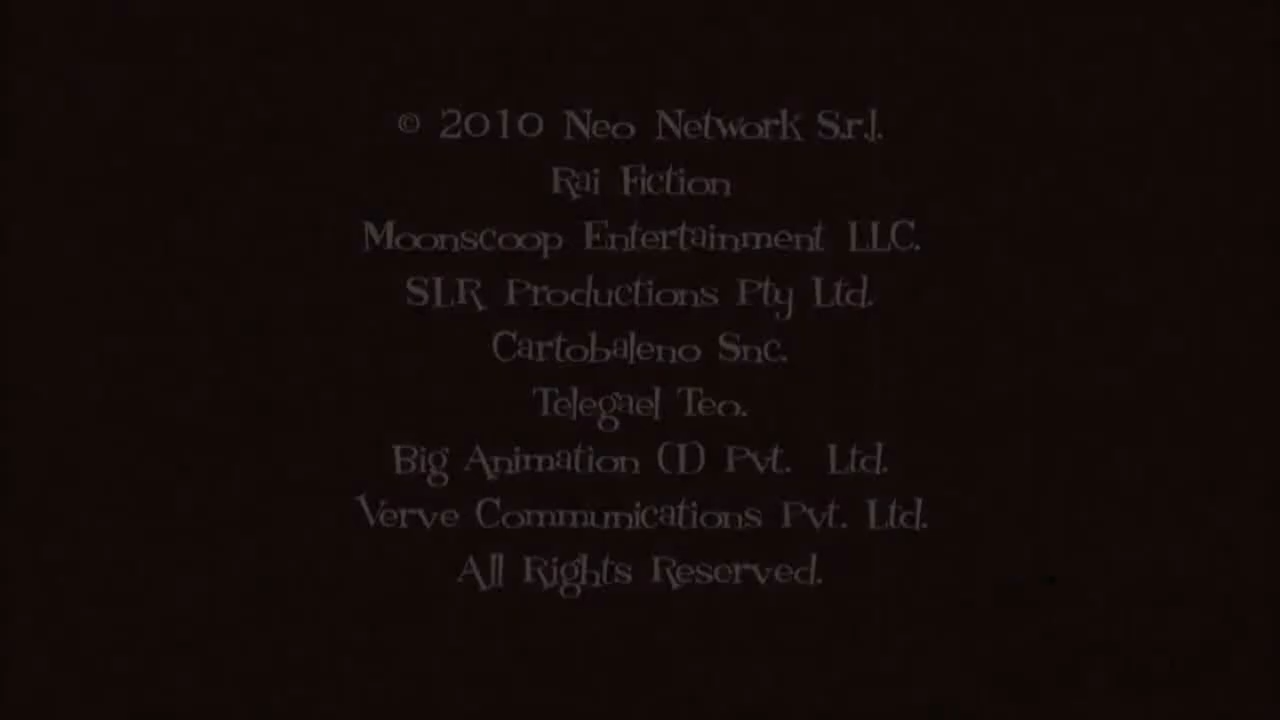 © 2010 Neo Network S.r.l.
Rai Fiction
Moonscoop Entertainment LLC.
SLR Productions Pty Ltd.
Cartobaleno Snc.
Telegael Teo.
Big Animation (I) Pvt. Ltd.
Verve Communications Pvt. Ltd.
All Rights Reserved.